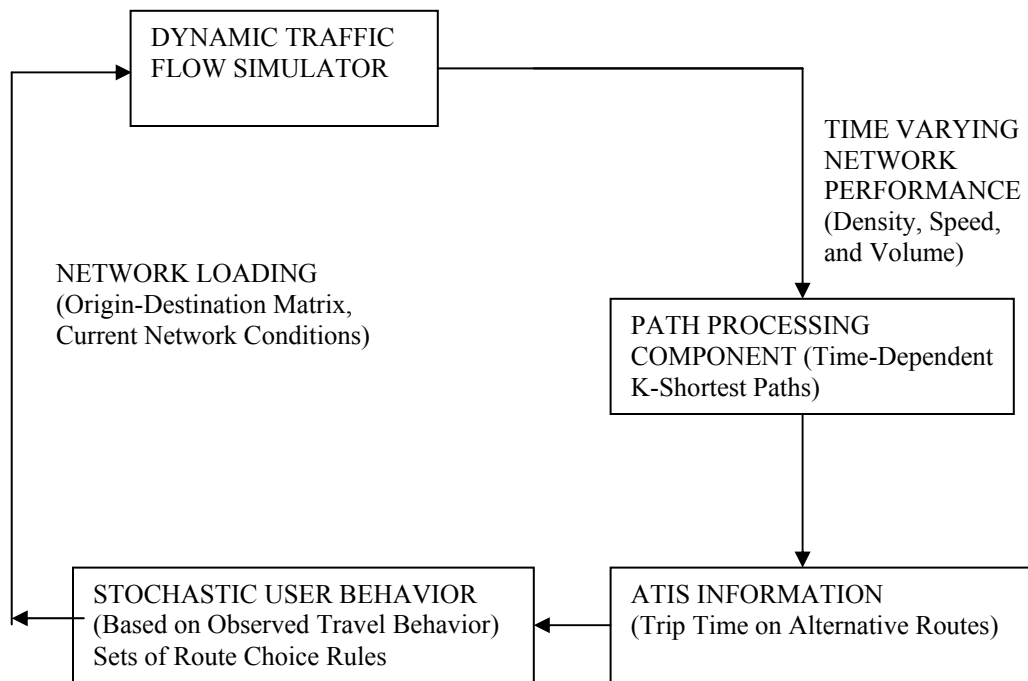 DYNAMIC TRAFFIC
FLOW SIMULATOR
TIME VARYING
NETWORK
PERFORMANCE
(Density, Speed,
and Volume)
NETWORK LOADING
(Origin-Destination Matrix,
Current Network Conditions)
PATH PROCESSING
COMPONENT (Time-Dependent
K-Shortest Paths)
STOCHASTIC USER BEHAVIOR
(Based on Observed Travel Behavior)
Sets of Route Choice Rules
ATIS INFORMATION
(Trip Time on Alternative Routes)